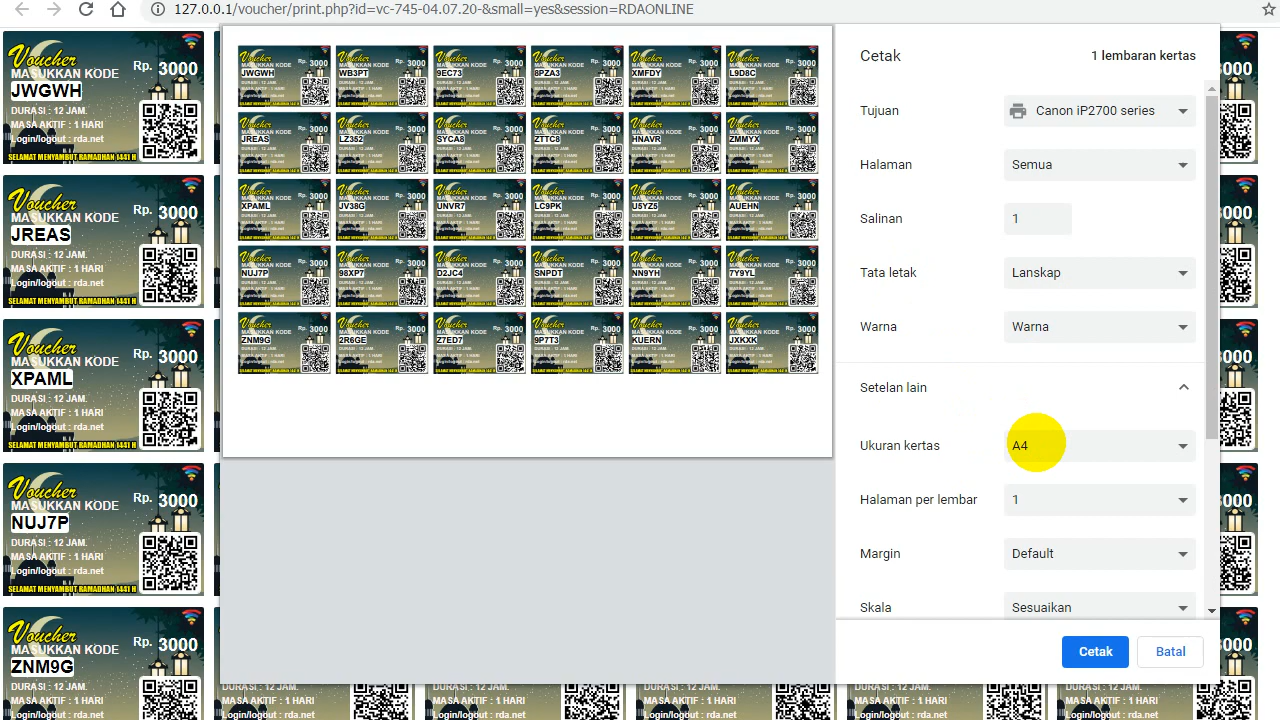 127.0.0.1/voucher/print.php?id=vc-745-04.07.20-&small=yes&session=RDAONLINE
Voucher
MASUKKAN KODE
Rp. 3000
JWGWH
DURASI : 12 JAM.
MASA AKTIF : 1 HARI
Login/logout : rda.net
SELAMAT MENYAMBUT RAMADHAN 1441 H
Voucher
MASUKKAN KODE
Rp. 3000
JREAS
DURASI : 12 JAM.
MASA AKTIF : 1 HARI
Login/logout : rda.net
SELAMAT MENYAMBUT RAMADHAN 1441 H
Voucher
MASUKKAN KODE
Rp. 3000
XPAML
DURASI : 12 JAM.
MASA AKTIF : 1 HARI
Login/logout : rda.net
SELAMAT MENYAMBUT RAMADHAN 1441 H
Voucher
MASUKKAN KODE
Rp. 3000
NUJ7P
DURASI : 12 JAM.
MASA AKTIF : 1 HARI
Login/logout : rda.net
SELAMAT MENYAMBUT RAMADHAN 1441 H
Voucher
MASUKKAN KODE
Rp. 3000
ZNM9G
DURASI : 12 JAM.
MASA AKTIF : 1 HARI
Login/logout : rda.net
JWGWH WB3PT 9EC73 8PZA3 XMFDY L9D8C
JREAS LZ352 SYCA8 ZTTC8 HNAVR ZMMYX
XPAML JV38G UNVR7 LC9PK U5YZ5 AUEHN
NUJ7P 98XP7 D2JC4 SNPDT NN9YH 7Y9YL
ZNM9G 2R6GE Z7ED7 9P7T3 KUERN JXKXK
Cetak 1 lembaran kertas
Tujuan Canon iP2700 series
Halaman Semua
Salinan 1
Tata letak Lanskap
Warna Warna
Setelan lain
Ukuran kertas A4
Halaman per lembar 1
Margin Default
Skala Sesuaikan
Cetak Batal